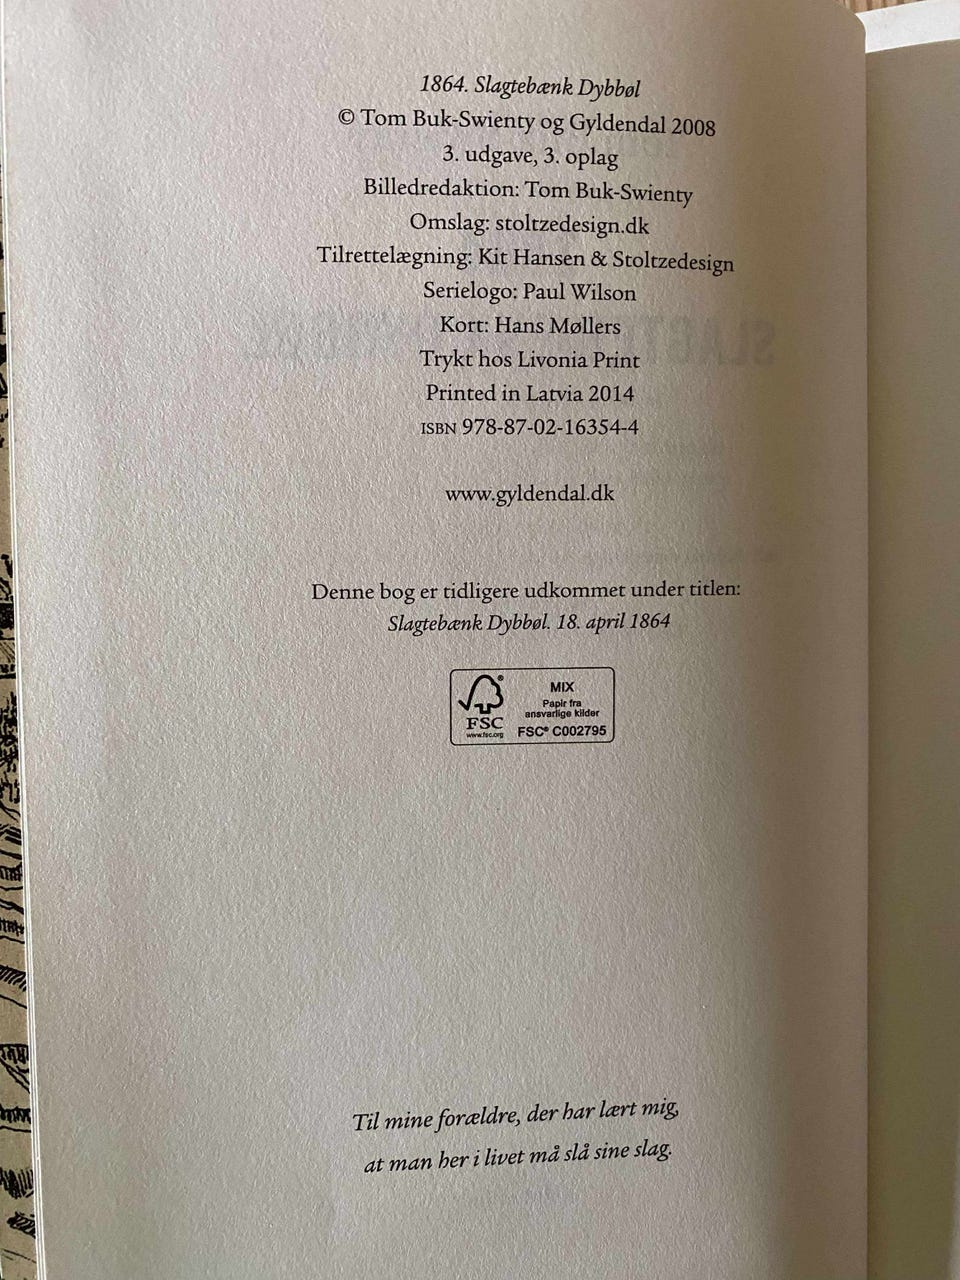 1864. Slagtebænk Dybbøl
© Tom Buk-Swienty og Gyldendal 2008
3. udgave, 3. oplag
Billedredaktion: Tom Buk-Swienty
Omslag: stoltzedesign.dk
Tilrettelægning: Kit Hansen & Stoltzedesign
Serielogo: Paul Wilson
Kort: Hans Møllers
Trykt hos Livonia Print
Printed in Latvia 2014
ISBN 978-87-02-16354-4
www.gyldendal.dk
Denne bog er tidligere udkommet under titlen:
Slagtebænk Dybbøl. 18. april 1864
FSC
www.fsc.org
MIX
Papir fra
ansvarlige kilder
FSC® C002795
Til mine forældre, der har lært mig,
at man her i livet må slå sine slag.